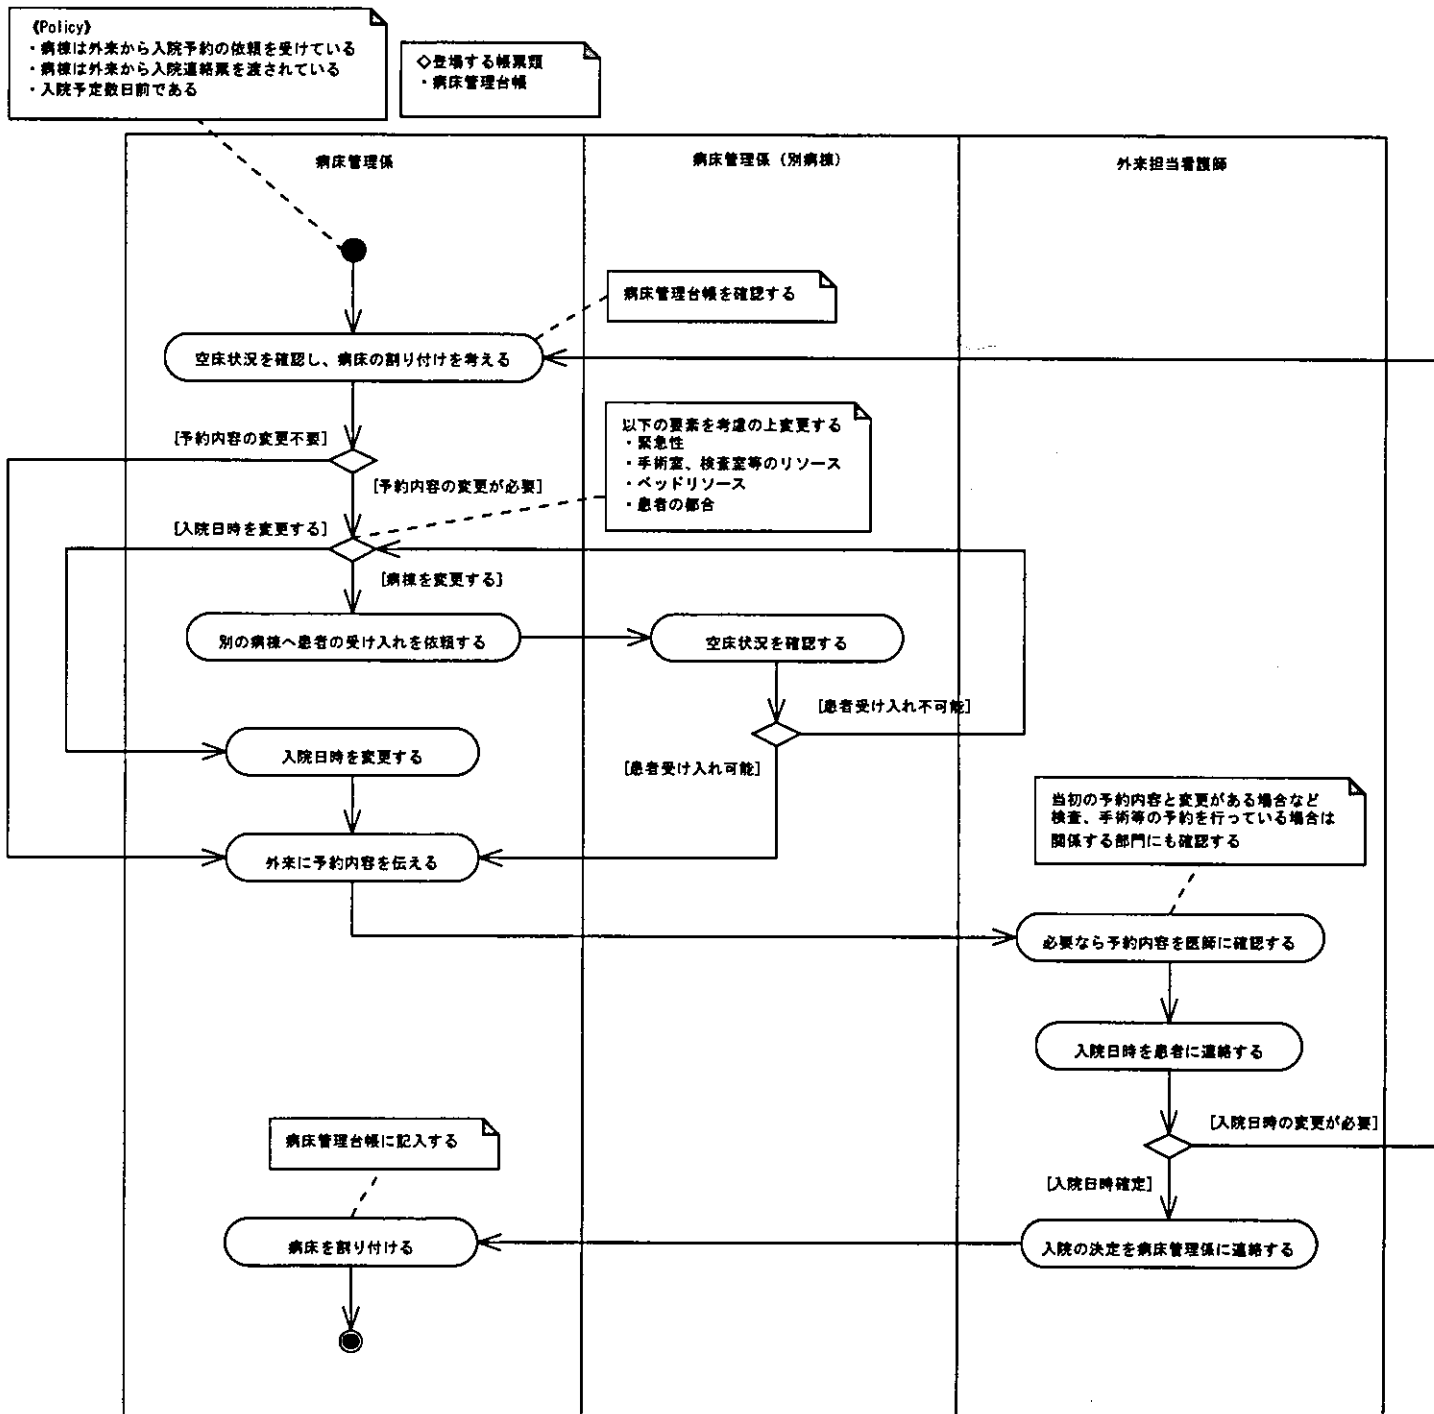 《Policy》
・病棟は外来から入院予約の依頼を受けている
・病棟は外来から入院連絡票を渡されている
・入院予定数日前である
◇登場する帳票類
・病床管理台帳
病床管理係
病床管理係（別病棟）
外来担当看護師
病床管理台帳を確認する
空床状況を確認し、病床の割り付けを考える
以下の要素を考慮の上変更する
・緊急性
・手術室、検査室等のリソース
・ベッドリソース
・患者の都合
[予約内容の変更不要]
[予約内容の変更が必要]
[入院日時を変更する]
[病棟を変更する]
別の病棟へ患者の受け入れを依頼する
空床状況を確認する
[患者受け入れ不可能]
入院日時を変更する
[患者受け入れ可能]
当初の予約内容と変更がある場合など
検査、手術等の予約を行っている場合は
関係する部門にも確認する
外来に予約内容を伝える
必要なら予約内容を医師に確認する
入院日時を患者に連絡する
[入院日時の変更が必要]
病床管理台帳に記入する
[入院日時確定]
病床を割り付ける
入院の決定を病床管理係に連絡する